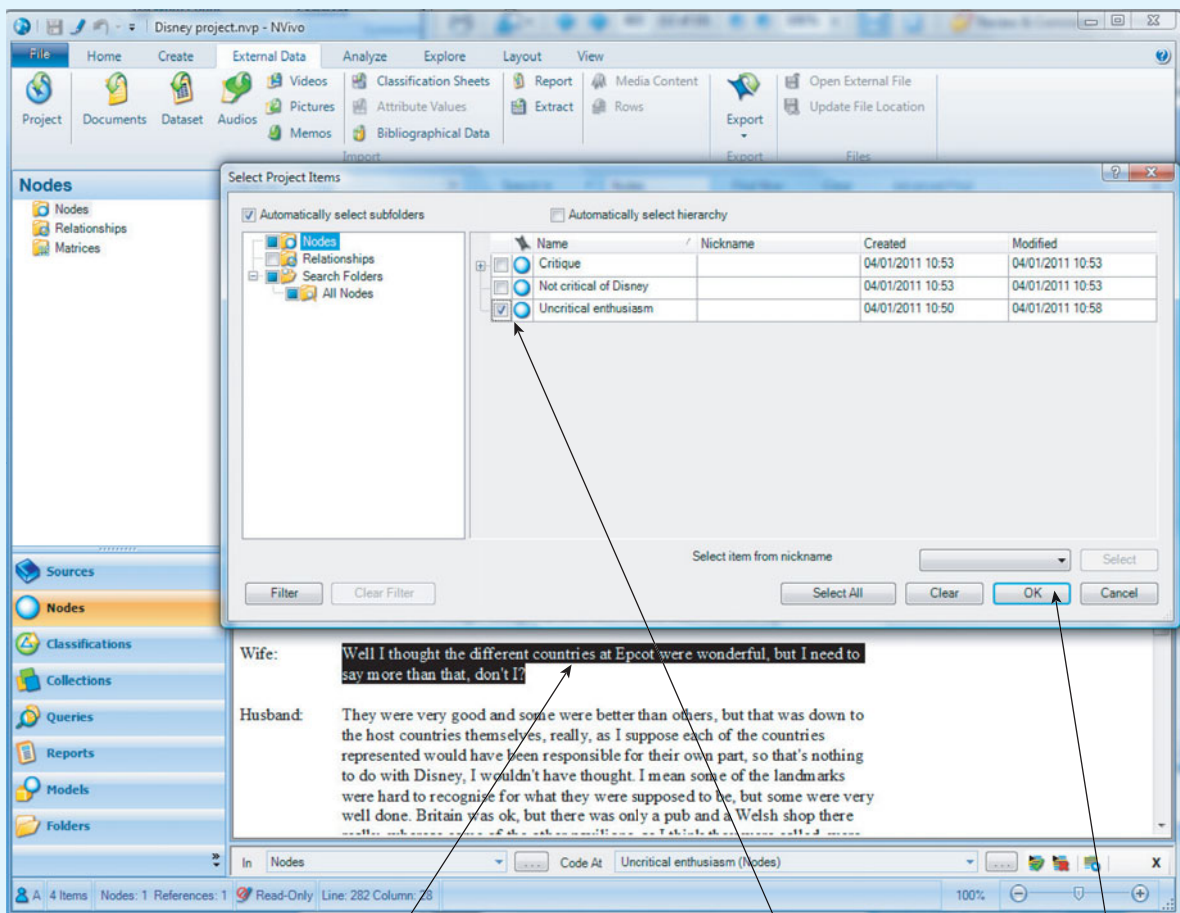 Disney project.nvp - NVivo
File Home Create External Data Analyze Explore Layout View
Project Documents Dataset Audios Videos Pictures Memos
Classification Sheets Attribute Values Bibliographical Data
Report Extract Media Content Rows
Export
Open External File
Update File Location
Import Export Files
Nodes
Nodes
Relationships
Matrices
Select Project Items
Automatically select subfolders Automatically select hierarchy
Nodes
Relationships
Search Folders
All Nodes
Name Nickname Created Modified
Critique 04/01/2011 10:53 04/01/2011 10:53
Not critical of Disney 04/01/2011 10:53 04/01/2011 10:53
Uncritical enthusiasm 04/01/2011 10:50 04/01/2011 10:58
Select item from nickname Select
Filter Clear Filter Select All Clear OK Cancel
Sources
Nodes
Classifications
Collections
Queries
Reports
Models
Folders
Wife: Well I thought the different countries at Epcot were wonderful, but I need to
say more than that, don't I?
Husband: They were very good and some were better than others, but that was down to
the host countries themselves, really, as I suppose each of the countries
represented would have been responsible for their own part, so that's nothing
to do with Disney, I wouldn't have thought. I mean some of the landmarks
were hard to recognise for what they were supposed to be, but some were very
well done. Britain was ok, but there was only a pub and a Welsh shop there
In Nodes ... Code At Uncritical enthusiasm (Nodes) ... X
A 4 Items Nodes: 1 References: 1 Read-Only Line: 282 Column: 28 100%